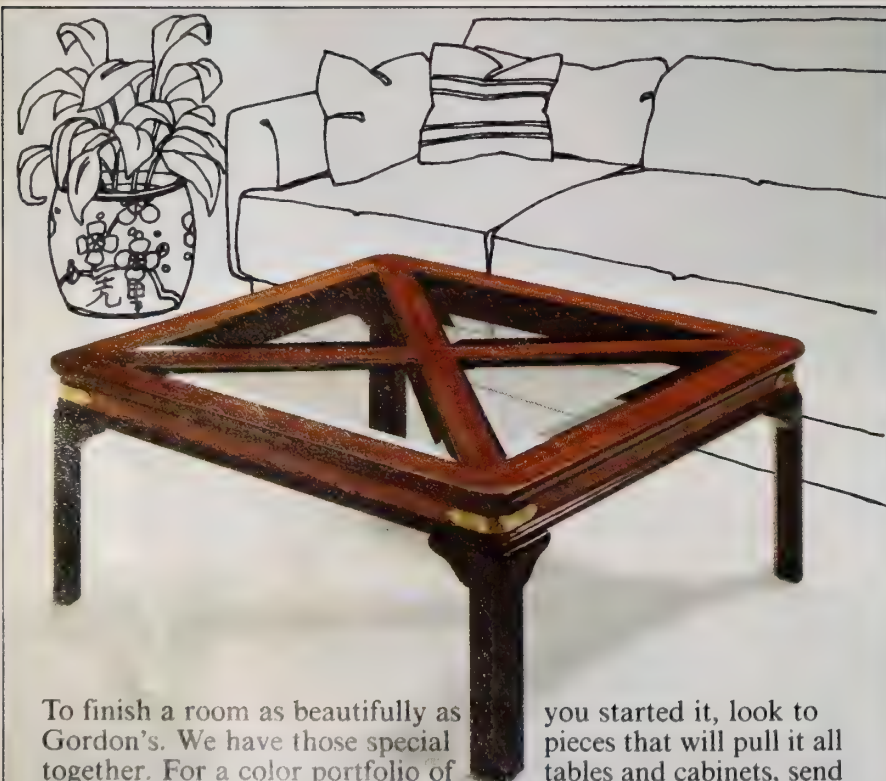 To finish a room as beautifully as you started it, look to
Gordon's. We have those special pieces that will pull it all
together. For a color portfolio of tables and cabinets, send